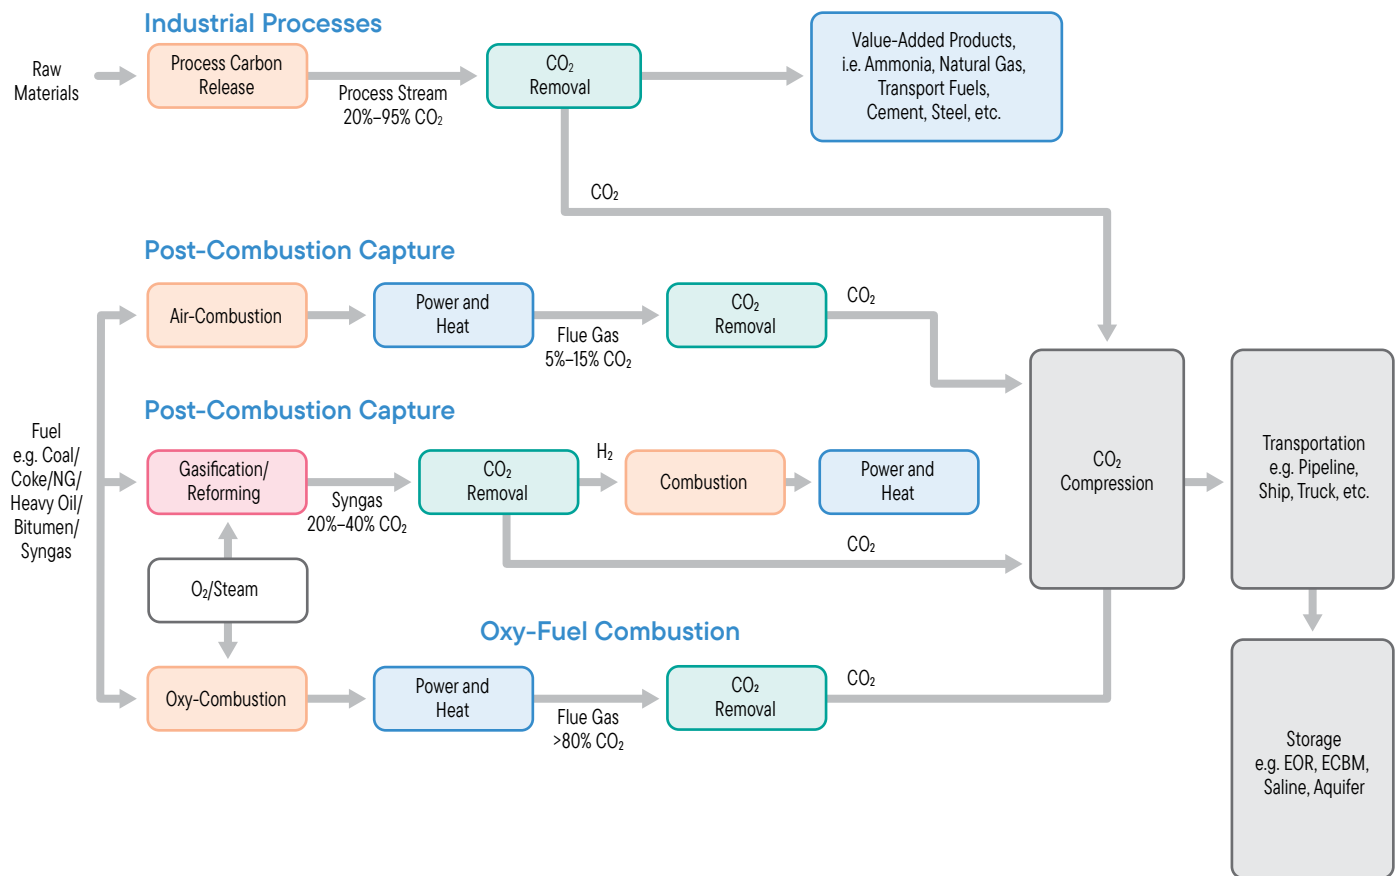 Industrial Processes
Raw
Materials
Process Carbon
Release
Process Stream
20%–95% CO₂
CO₂
Removal
Value-Added Products,
i.e. Ammonia, Natural Gas,
Transport Fuels,
Cement, Steel, etc.
CO₂
Post-Combustion Capture
Air-Combustion
Power and
Heat
Flue Gas
5%–15% CO₂
CO₂
Removal
CO₂
Post-Combustion Capture
Fuel
e.g. Coal/
Coke/NG/
Heavy Oil/
Bitumen/
Syngas
Gasification/
Reforming
Syngas
20%–40% CO₂
CO₂
Removal
H₂
Combustion
Power and
Heat
CO₂
O₂/Steam
Oxy-Fuel Combustion
Oxy-Combustion
Power and
Heat
Flue Gas
>80% CO₂
CO₂
Removal
CO₂
CO₂
Compression
Transportation
e.g. Pipeline,
Ship, Truck, etc.
Storage
e.g. EOR, ECBM,
Saline, Aquifer